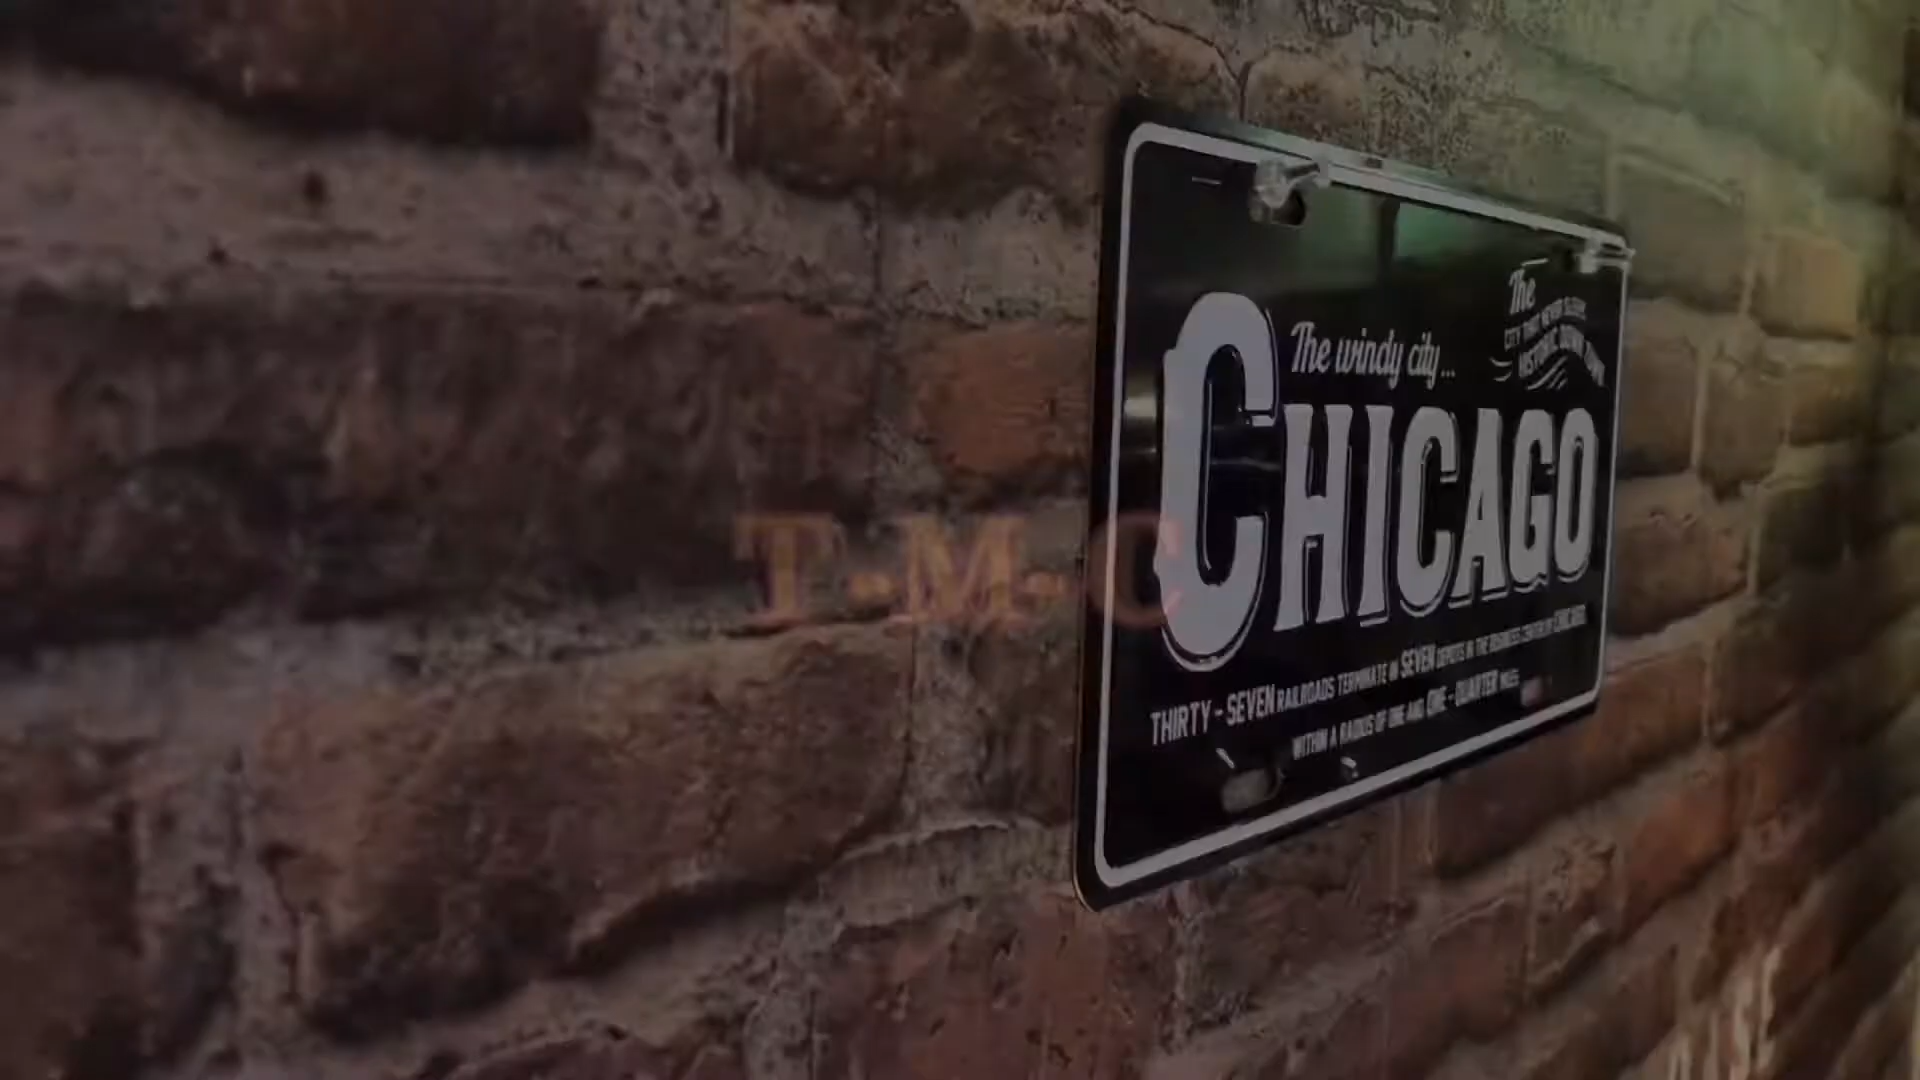 The windy city...
The
CITY THAT NEVER SLEEPS
HISTORIC DOWN TOWN
CHICAGO
T-M-C
THIRTY-SEVEN RAILROADS TERMINATE IN SEVEN DEPOTS IN THE BUSINESS CENTER OF CHICAGO
WITHIN A RADIUS OF ONE AND ONE-QUARTER MILES